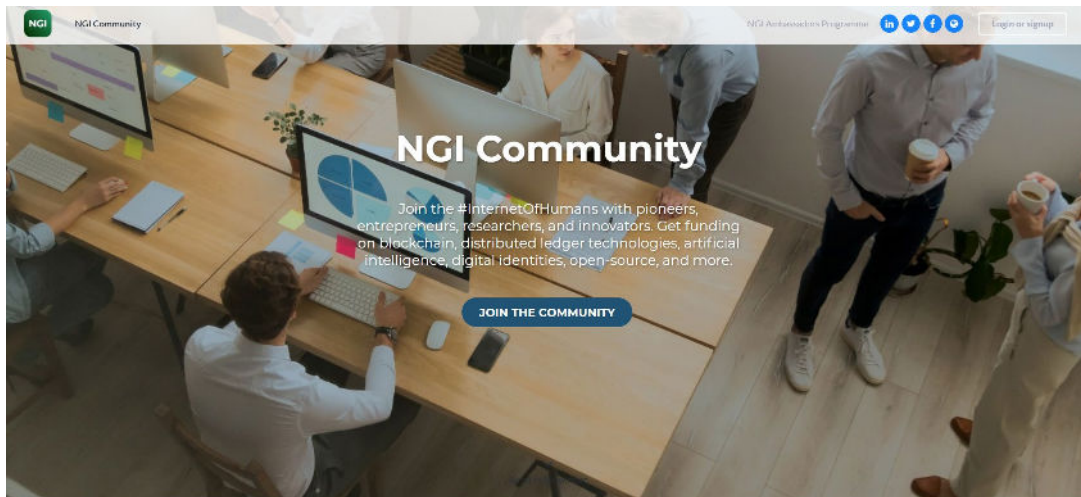 NGI
NGI Community
NGI Ambassadors Programme
Login or signup
NGI Community
Join the #InternetOfHumans with pioneers,
entrepreneurs, researchers, and innovators. Get funding
on blockchain, distributed ledger technologies, artificial
intelligence, digital identities, open-source, and more.
JOIN THE COMMUNITY